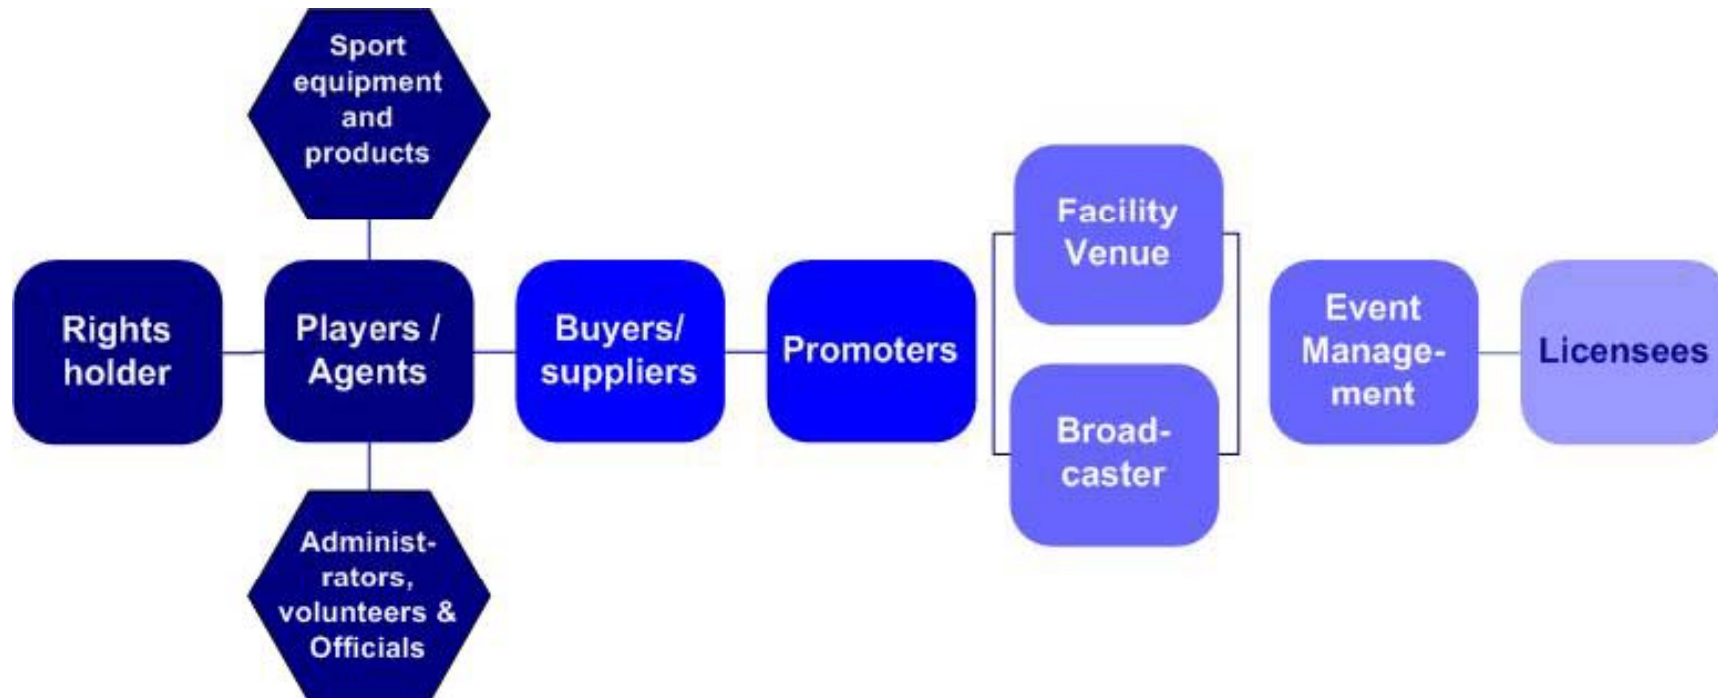 Sport
equipment
and
products
Rights
holder
Players /
Agents
Buyers/
suppliers
Promoters
Facility
Venue
Broad-
caster
Event
Manage-
ment
Licensees
Administ-
rators,
volunteers &
Officials